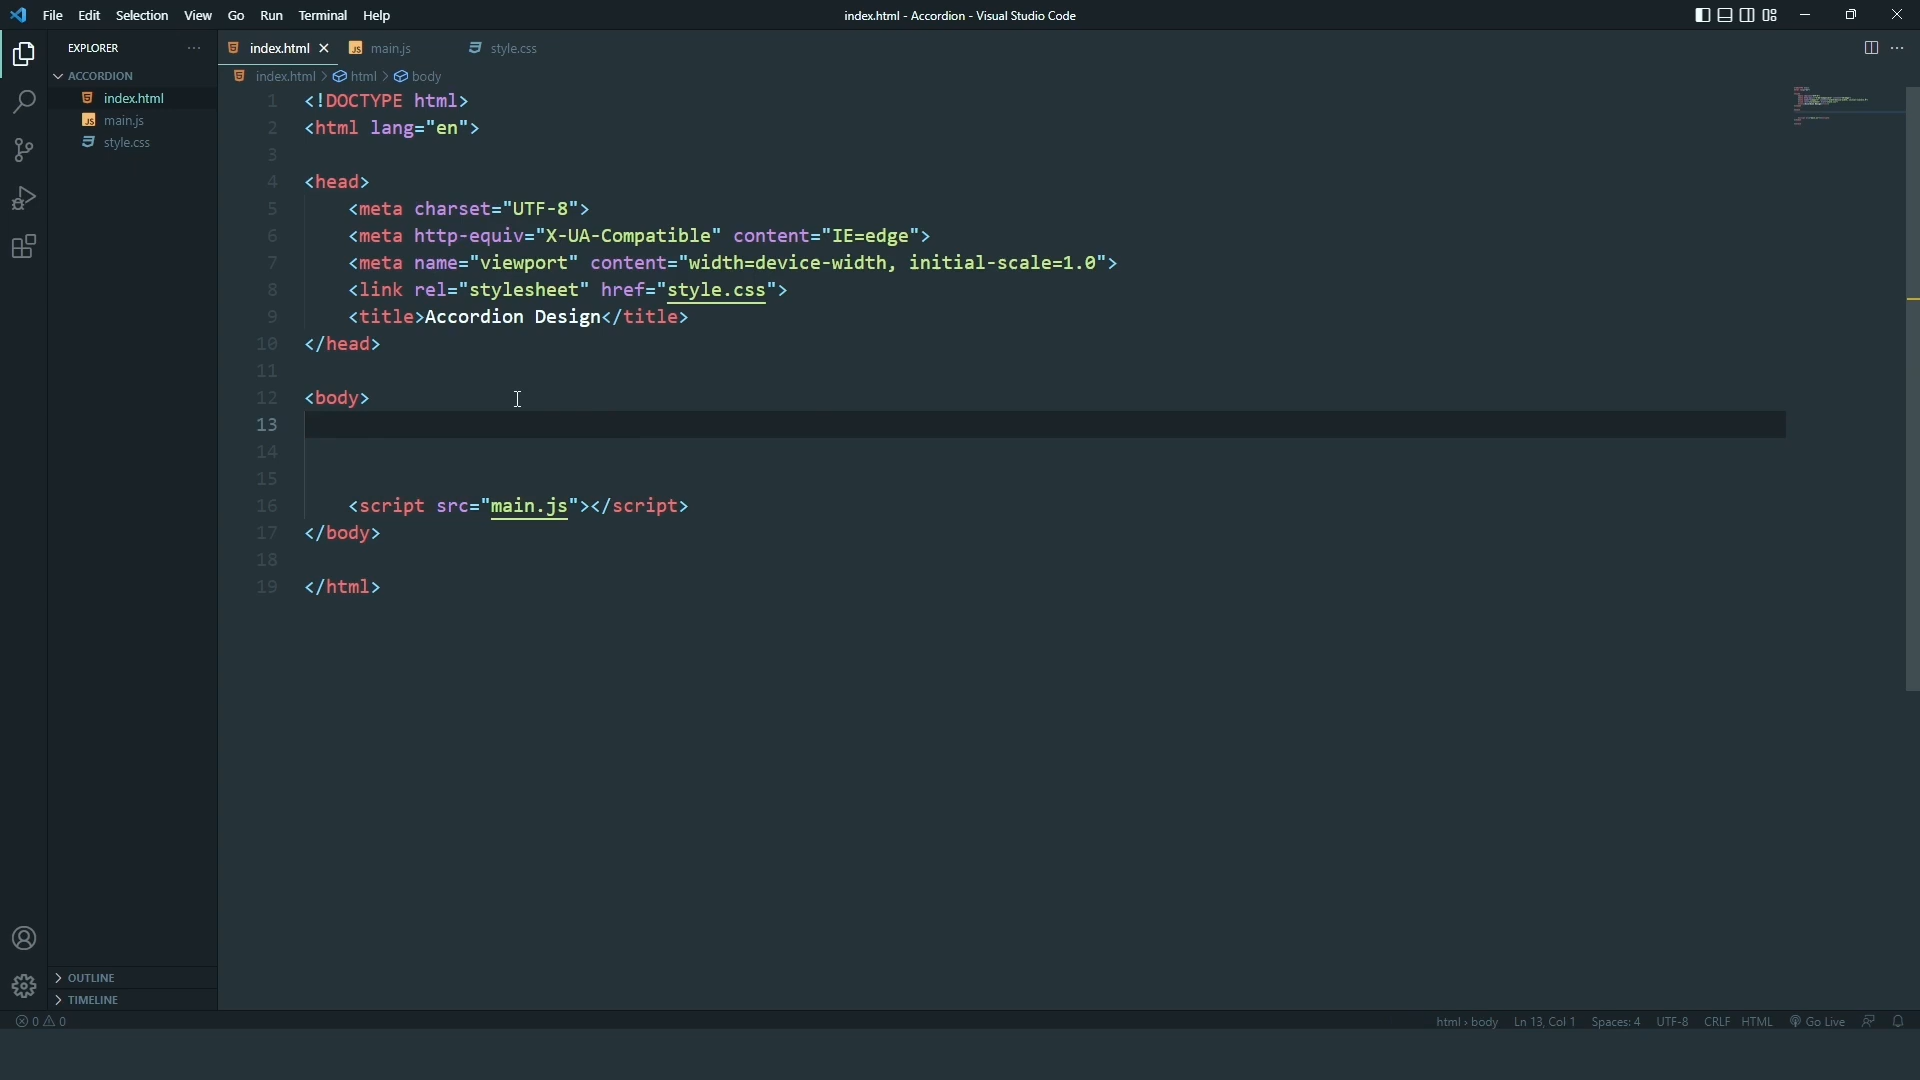 File Edit Selection View Go Run Terminal Help
index.html - Accordion - Visual Studio Code
EXPLORER
ACCORDION
index.html
JS main.js
style.css
OUTLINE
TIMELINE
index.html JS main.js style.css
index.html > html > body
1 <!DOCTYPE html>
2 <html lang="en">
3
4 <head>
5 <meta charset="UTF-8">
6 <meta http-equiv="X-UA-Compatible" content="IE=edge">
7 <meta name="viewport" content="width=device-width, initial-scale=1.0">
8 <link rel="stylesheet" href="style.css">
9 <title>Accordion Design</title>
10 </head>
11
12 <body>
13
14
15
16 <script src="main.js"></script>
17 </body>
18
19 </html>
0 0 html › body Ln 13, Col 1 Spaces: 4 UTF-8 CRLF HTML Go Live